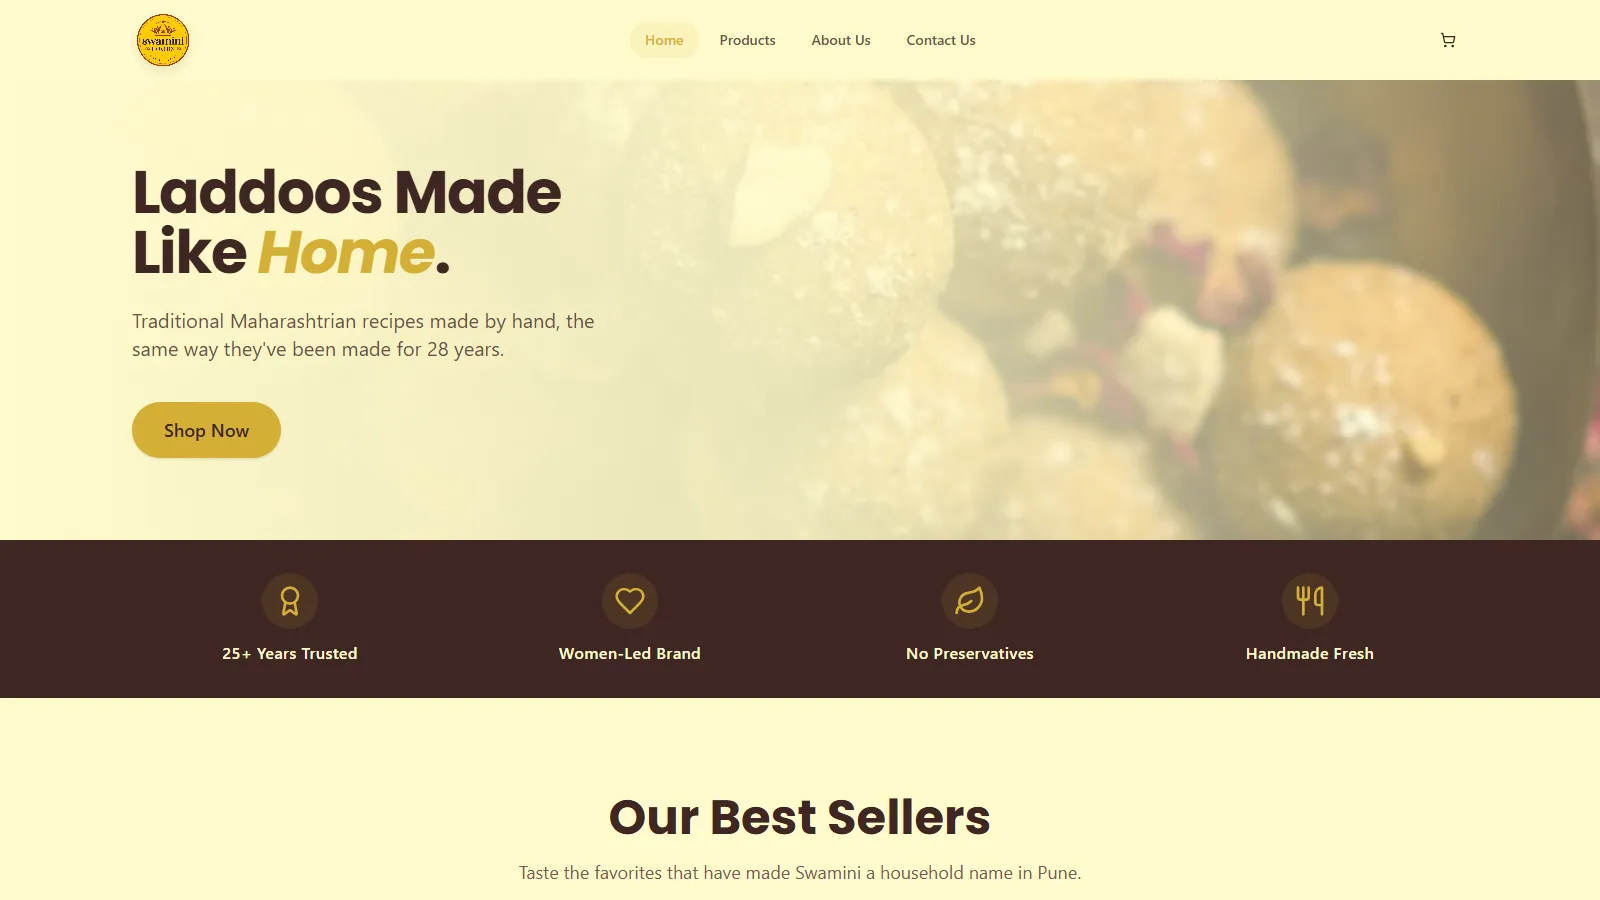 swamini
Home
Products
About Us
Contact Us
Laddoos Made
Like Home.
Traditional Maharashtrian recipes made by hand, the
same way they've been made for 28 years.
Shop Now
25+ Years Trusted
Women-Led Brand
No Preservatives
Handmade Fresh
Our Best Sellers
Taste the favorites that have made Swamini a household name in Pune.